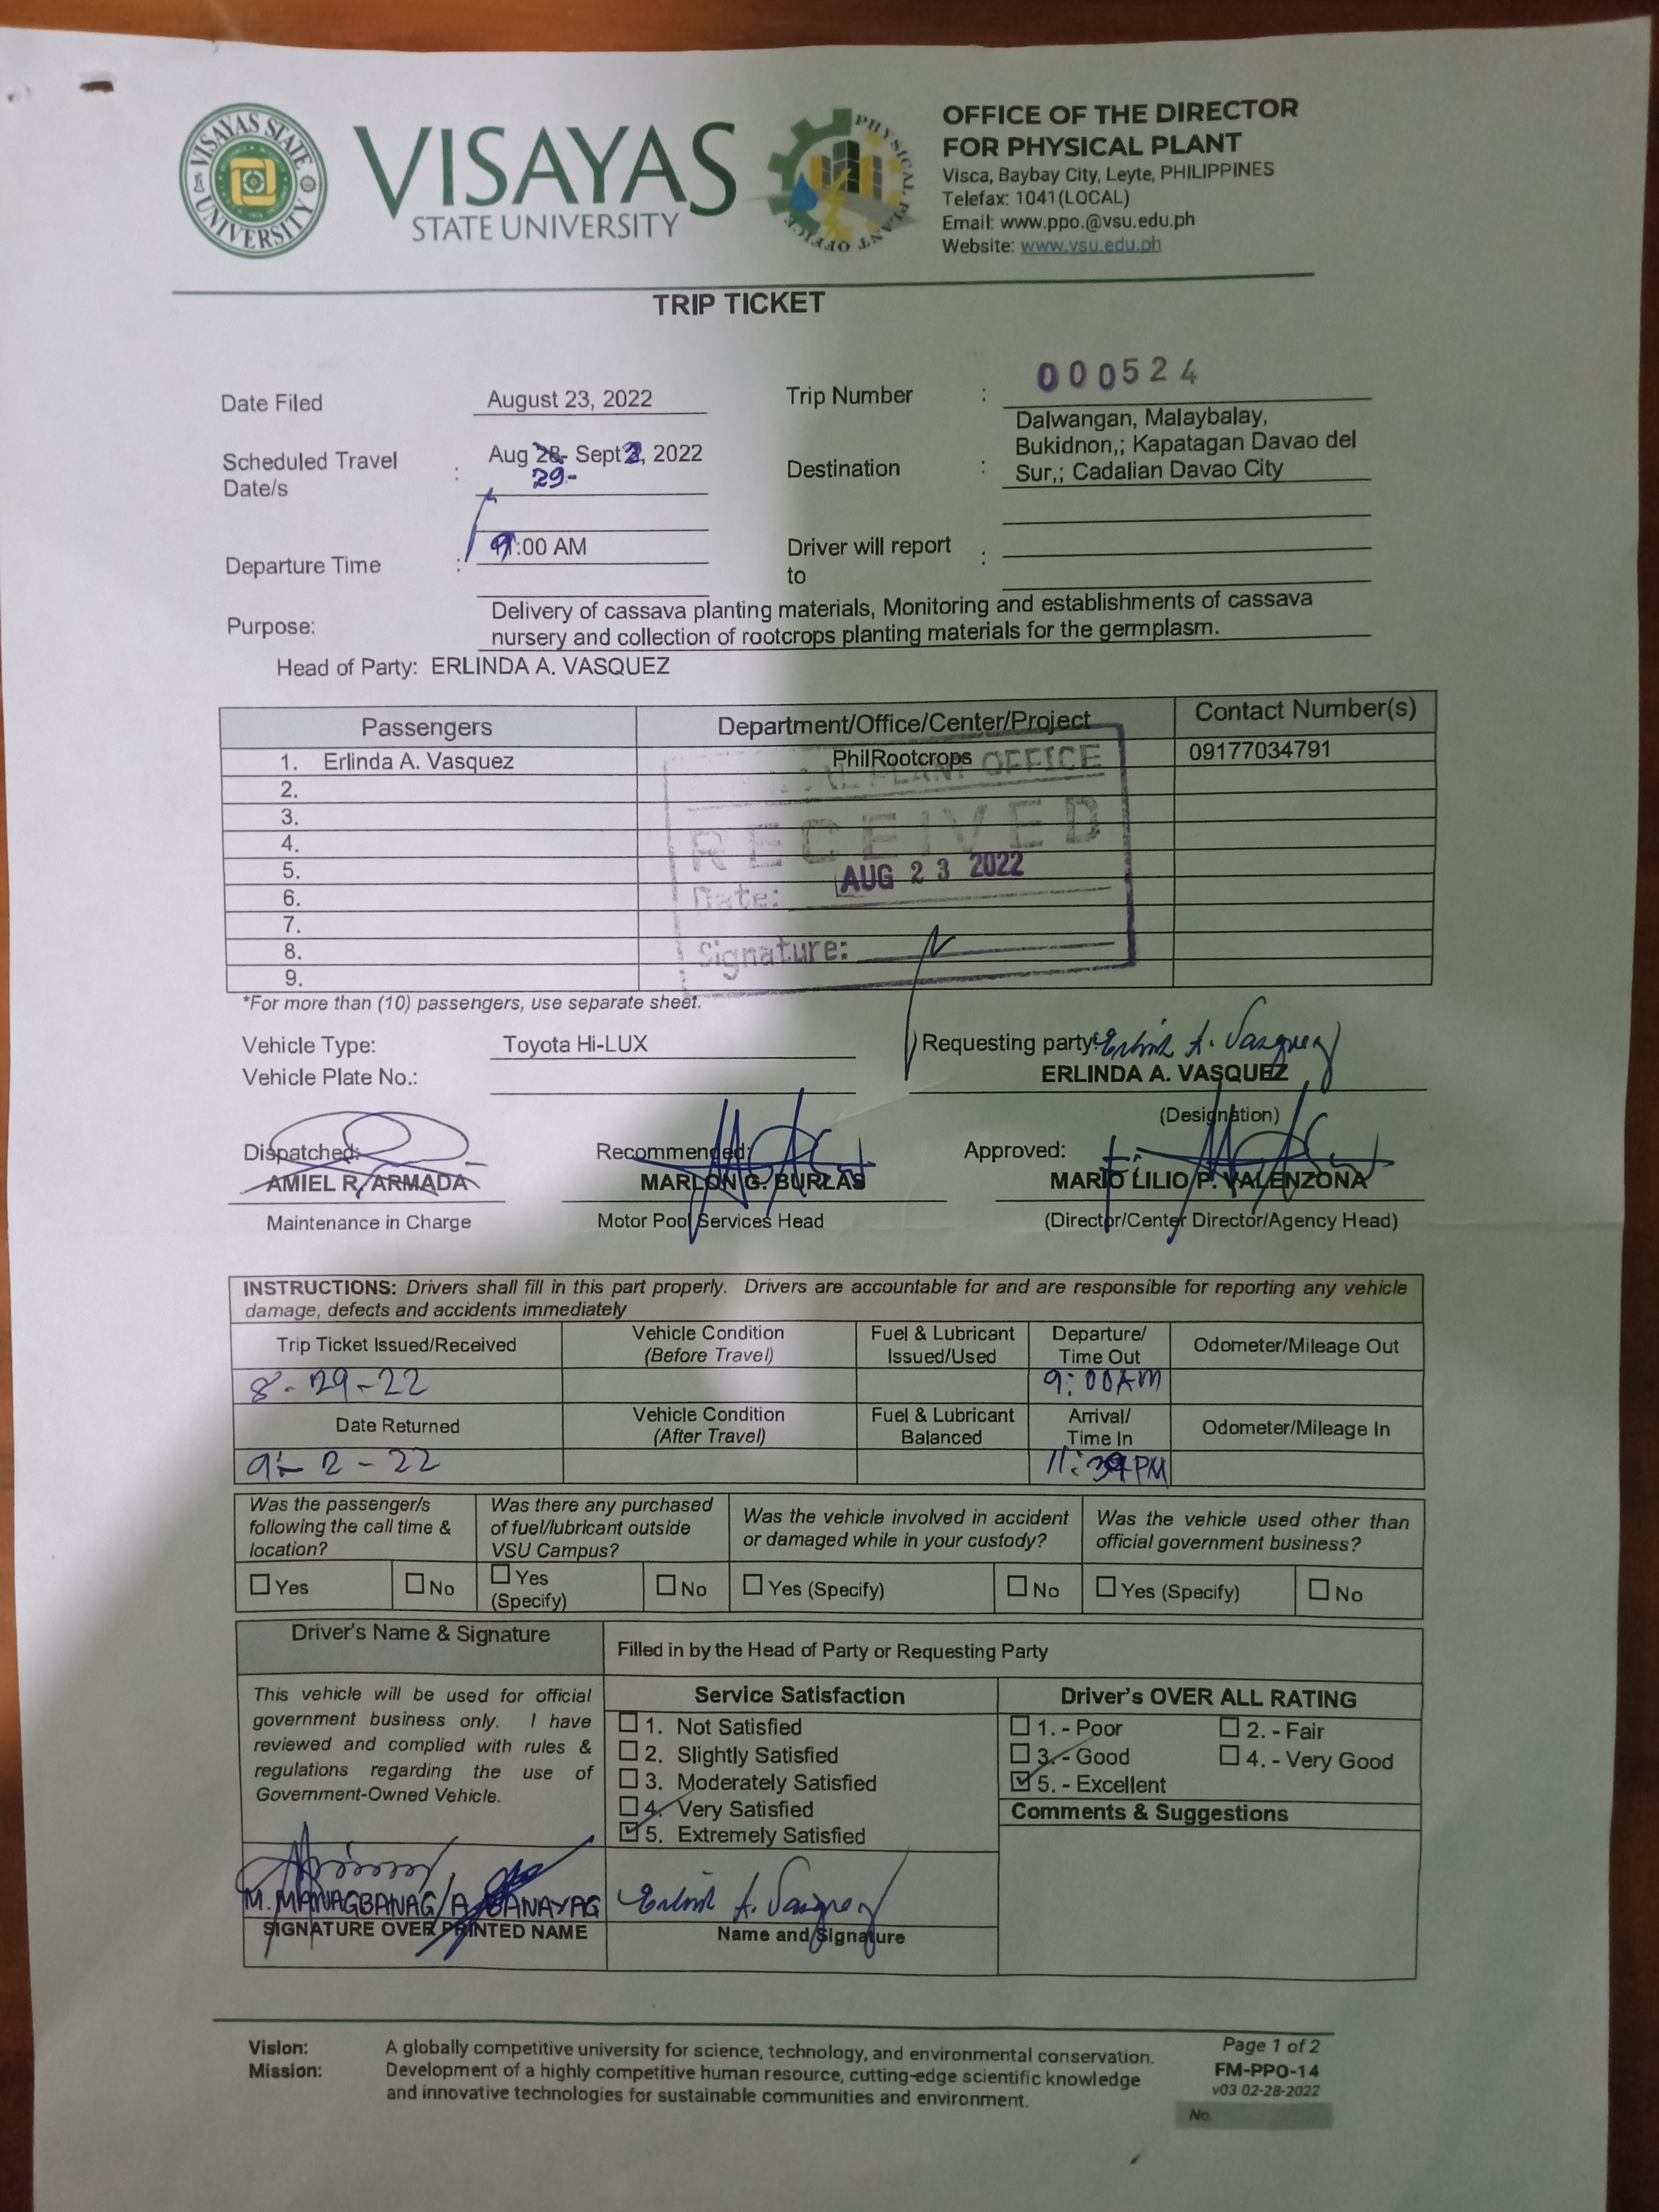 VISAYAS STATE UNIVERSITY
VISAYAS
STATE UNIVERSITY
PHYSICAL PLANT OFFICE
OFFICE OF THE DIRECTOR
FOR PHYSICAL PLANT
Visca, Baybay City, Leyte, PHILIPPINES
Telefax: 1041(LOCAL)
Email: www.ppo.@vsu.edu.ph
Website: www.vsu.edu.ph
TRIP TICKET
Date Filed August 23, 2022 Trip Number : 000524
Scheduled Travel Date/s : Aug 28- Sept 2, 2022
29-
Destination : Dalwangan, Malaybalay,
Bukidnon,; Kapatagan Davao del
Sur,; Cadalian Davao City
Departure Time : 9:00 AM Driver will report to :
Purpose: Delivery of cassava planting materials, Monitoring and establishments of cassava
nursery and collection of rootcrops planting materials for the germplasm.
Head of Party: ERLINDA A. VASQUEZ
Passengers Department/Office/Center/Project Contact Number(s)
1. Erlinda A. Vasquez PhilRootcrops 09177034791
2.
3.
4.
5.
6.
7.
8.
9.
PLANT OFFICE
RECEIVED
Date: AUG 23 2022
Signature:
*For more than (10) passengers, use separate sheet.
Vehicle Type: Toyota Hi-LUX Requesting party: Erlinda A. Vasquez
Vehicle Plate No.: ERLINDA A. VASQUEZ
(Designation)
Dispatched: Recommended: Approved:
AMIEL R. ARMADA MARLON G. BURLAS MARIO LILIO P. VALENZONA
Maintenance in Charge Motor Pool Services Head (Director/Center Director/Agency Head)
INSTRUCTIONS: Drivers shall fill in this part properly. Drivers are accountable for and are responsible for reporting any vehicle
damage, defects and accidents immediately
Trip Ticket Issued/Received Vehicle Condition (Before Travel) Fuel & Lubricant Issued/Used Departure/ Time Out Odometer/Mileage Out
8-29-22 9:00AM
Date Returned Vehicle Condition (After Travel) Fuel & Lubricant Balanced Arrival/ Time In Odometer/Mileage In
9-2-22 PM
Was the passenger/s following the call time & location? Was there any purchased of fuel/lubricant outside VSU Campus? Was the vehicle involved in accident or damaged while in your custody? Was the vehicle used other than official government business?
Yes No Yes (Specify) No Yes (Specify) No Yes (Specify) No
Driver's Name & Signature Filled in by the Head of Party or Requesting Party
This vehicle will be used for official
government business only. I have
reviewed and complied with rules &
regulations regarding the use of
Government-Owned Vehicle.
Service Satisfaction
1. Not Satisfied
2. Slightly Satisfied
3. Moderately Satisfied
4. Very Satisfied
5. Extremely Satisfied
Driver's OVER ALL RATING
1. - Poor 2. - Fair
3. - Good 4. - Very Good
5. - Excellent
Comments & Suggestions
M. MANAGBANAG/A. BANAYAG Erlinda A. Vasquez
SIGNATURE OVER PRINTED NAME Name and Signature
Vision: A globally competitive university for science, technology, and environmental conservation.
Mission: Development of a highly competitive human resource, cutting-edge scientific knowledge
and innovative technologies for sustainable communities and environment.
Page 1 of 2
FM-PPO-14
v03 02-28-2022
No.